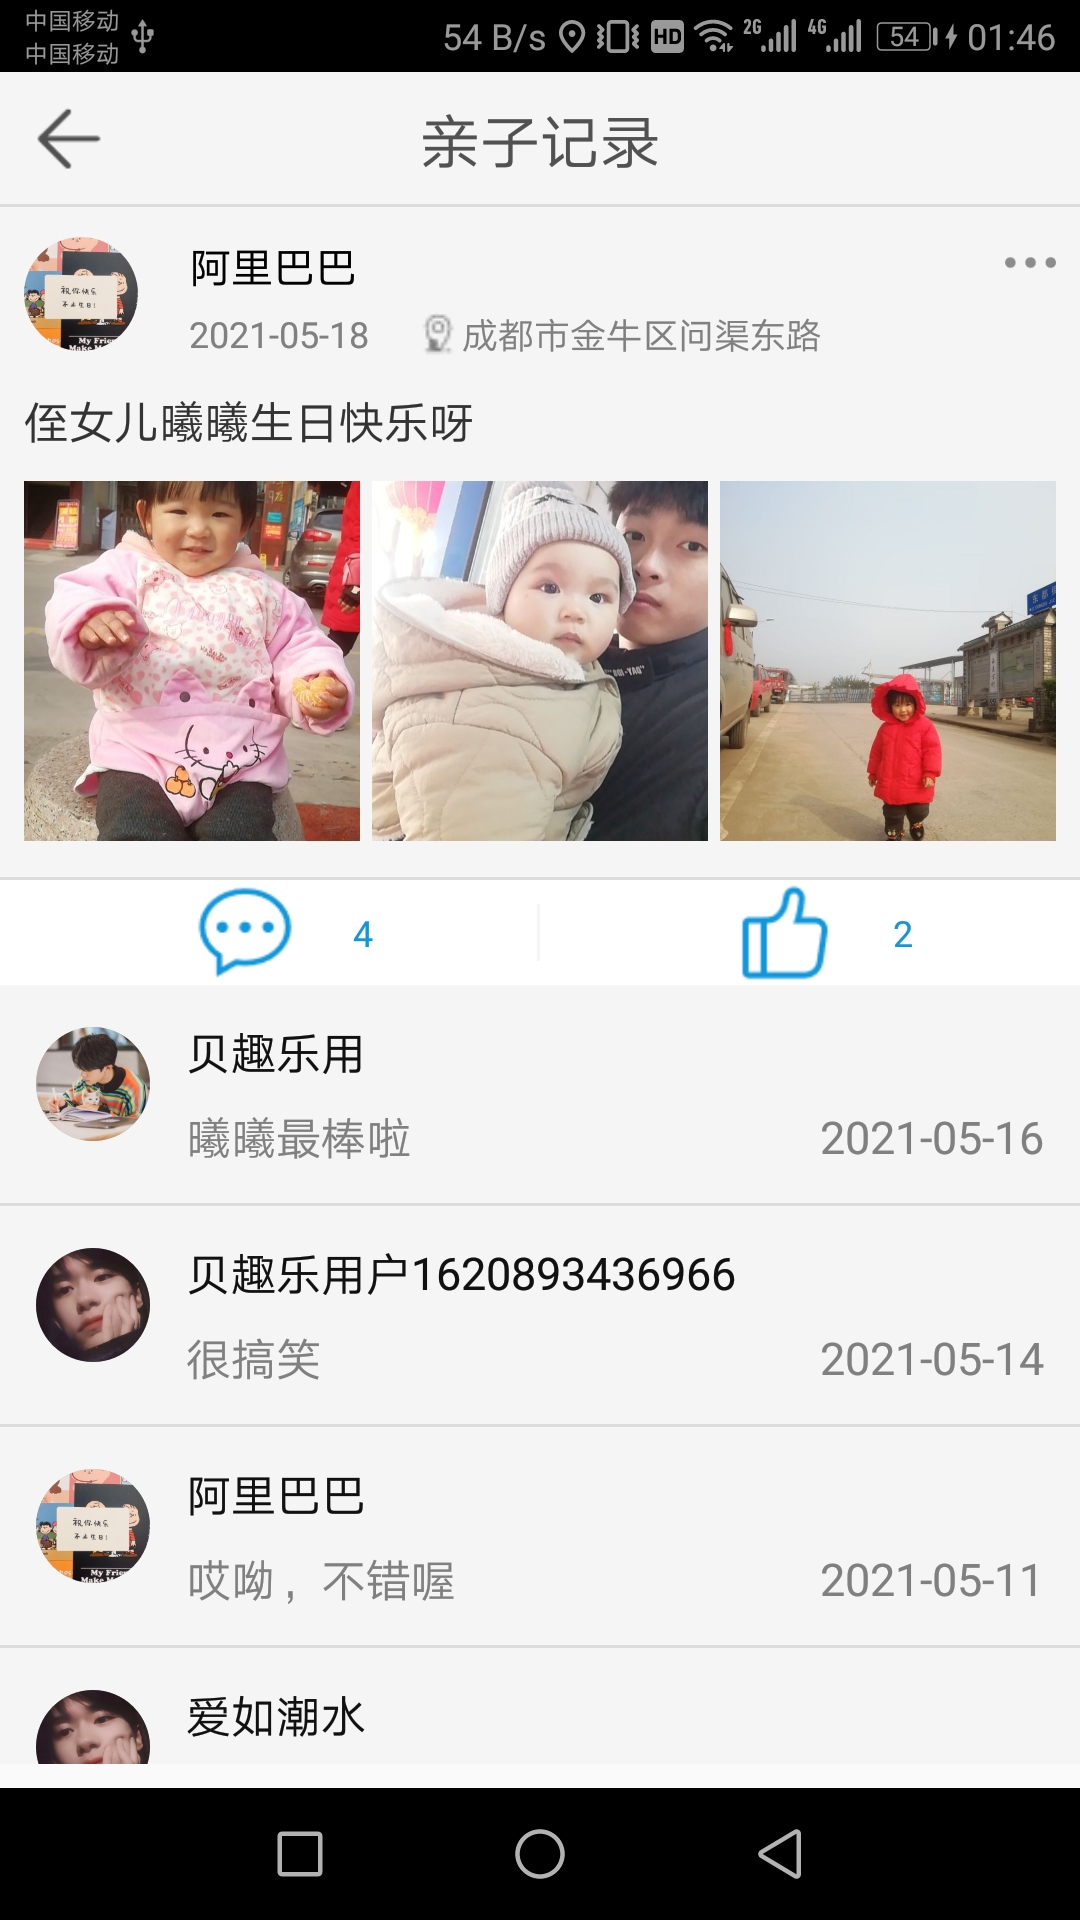 中国移动
中国移动
54 B/s HD 2G 4G 54 01:46
亲子记录
阿里巴巴
2021-05-18 成都市金牛区问渠东路
侄女儿曦曦生日快乐呀
4 2
贝趣乐用
曦曦最棒啦 2021-05-16
贝趣乐用户1620893436966
很搞笑 2021-05-14
阿里巴巴
哎呦，不错喔 2021-05-11
爱如潮水